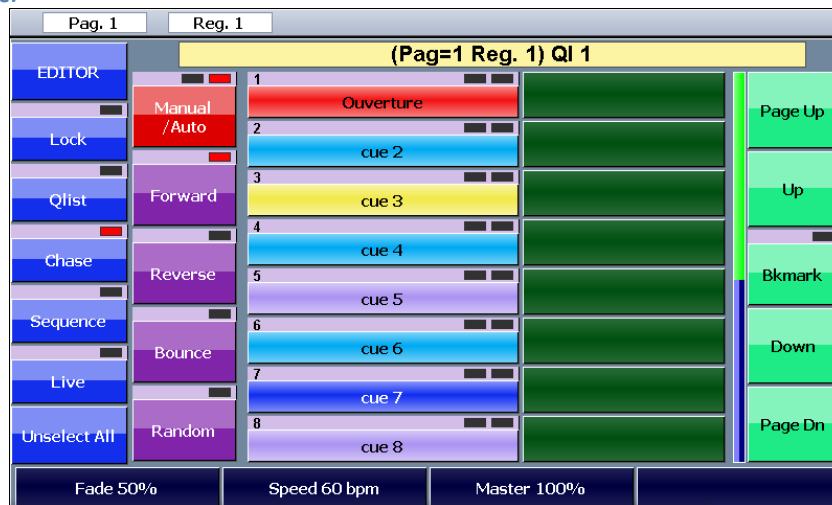 Pag. 1
Reg. 1
(Pag=1 Reg. 1) Ql 1
EDITOR
Lock
Qlist
Chase
Sequence
Live
Unselect All
Manual
/Auto
Forward
Reverse
Bounce
Random
1
Ouverture
2
cue 2
3
cue 3
4
cue 4
5
cue 5
6
cue 6
7
cue 7
8
cue 8
Page Up
Up
Bkmark
Down
Page Dn
Fade 50%
Speed 60 bpm
Master 100%